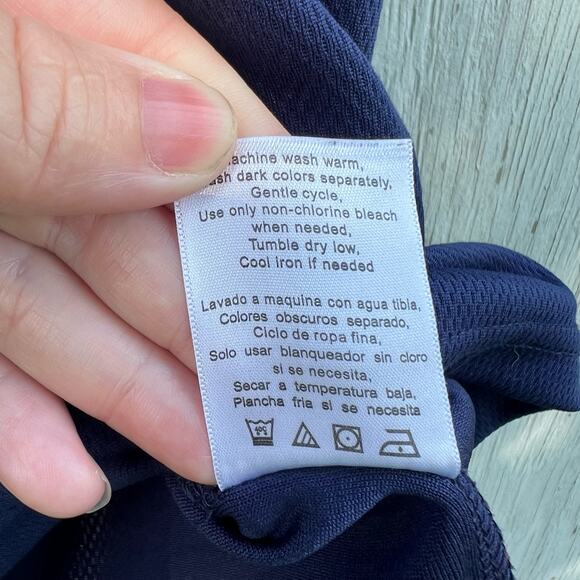 achine wash warm,
sh dark colors separately,
Gentle cycle,
Use only non-chlorine bleach
when needed,
Tumble dry low,
Cool iron if needed
Lavado a maquina con agua tibla,
Colores obscuros separado,
Ciclo de ropa fina,
Solo usar blanqueador sin cloro
si se necesita,
Secar a temperatura baja,
Plancha fria si se necesita